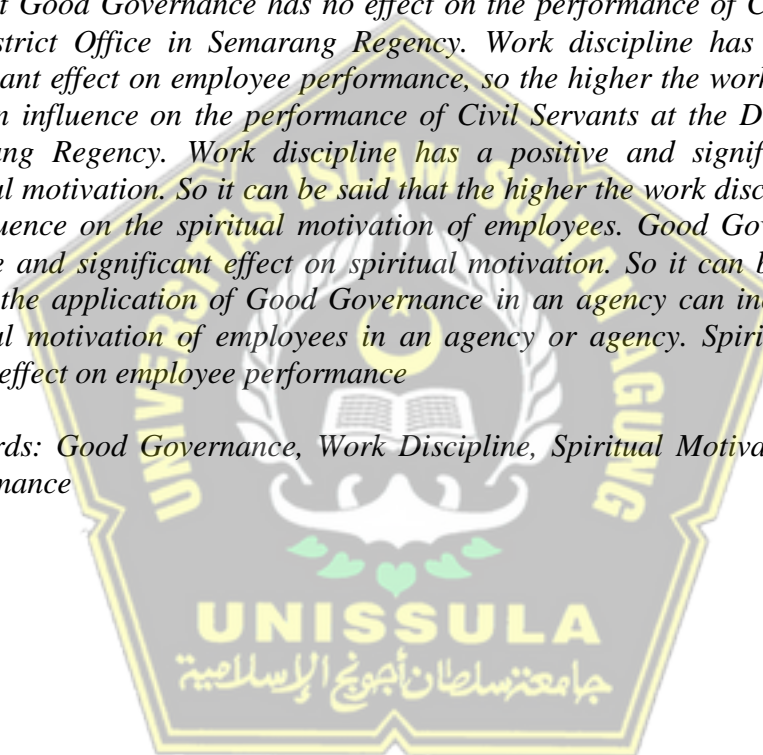 t Good Governance has no effect on the performance of C
strict Office in Semarang Regency. Work discipline has
ant effect on employee performance, so the higher the work
n influence on the performance of Civil Servants at the D
ng Regency. Work discipline has a positive and signif
l motivation. So it can be said that the higher the work disc
uence on the spiritual motivation of employees. Good Gov
e and significant effect on spiritual motivation. So it can b
the application of Good Governance in an agency can in
l motivation of employees in an agency or agency. Spiri
effect on employee performance
rds: Good Governance, Work Discipline, Spiritual Motiva
mance
UNIVERSITAS ISLAM SULTAN AGUNG
UNISSULA
جامعتنسلطان أجونج الإسلامية